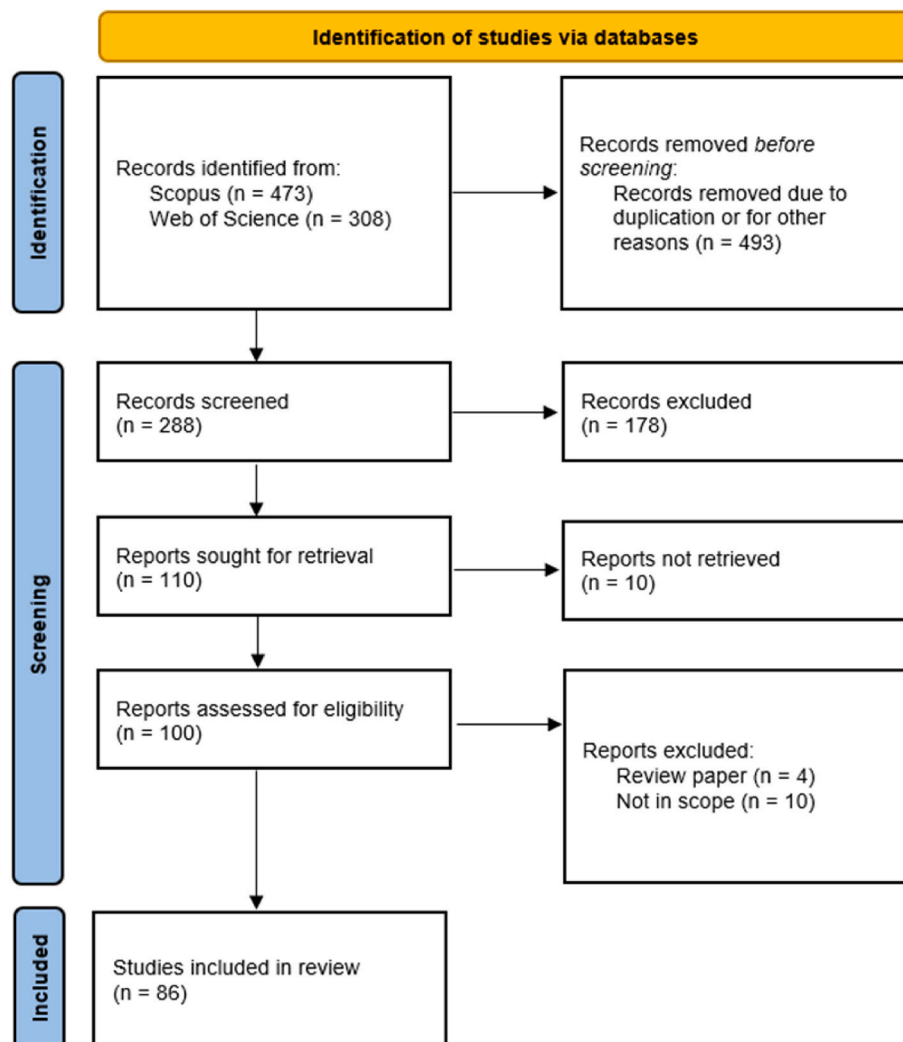 Identification of studies via databases
Identification
Records identified from:
Scopus (n = 473)
Web of Science (n = 308)
Records removed before
screening:
Records removed due to
duplication or for other
reasons (n = 493)
Screening
Records screened
(n = 288)
Records excluded
(n = 178)
Reports sought for retrieval
(n = 110)
Reports not retrieved
(n = 10)
Reports assessed for eligibility
(n = 100)
Reports excluded:
Review paper (n = 4)
Not in scope (n = 10)
Included
Studies included in review
(n = 86)